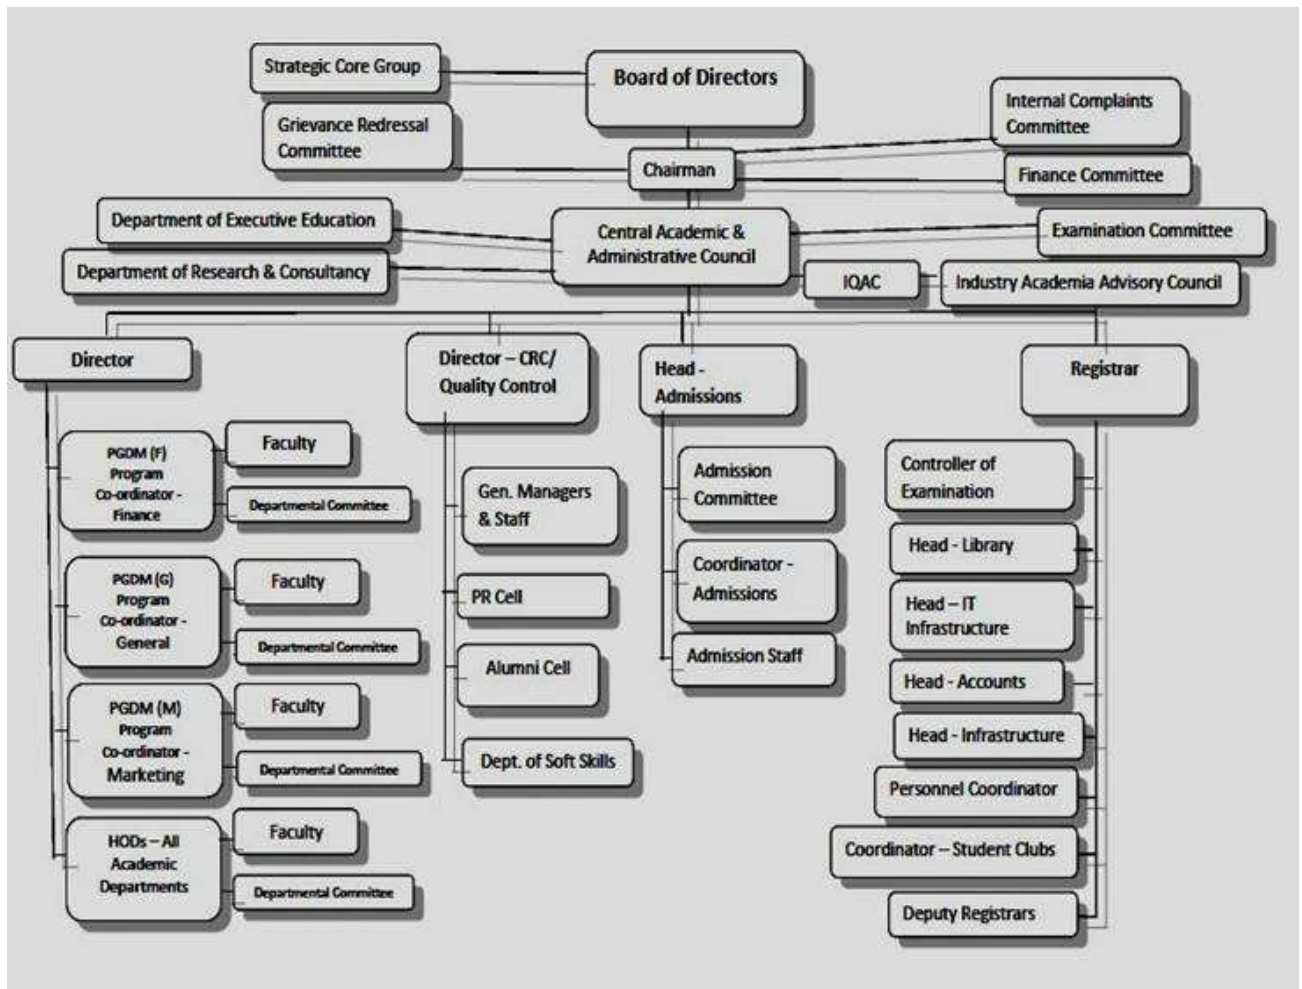 Strategic Core Group
Board of Directors
Grievance Redressal
Committee
Internal Complaints
Committee
Chairman
Finance Committee
Department of Executive Education
Central Academic &
Administrative Council
Examination Committee
Department of Research & Consultancy
IQAC
Industry Academia Advisory Council
Director
Director – CRC/
Quality Control
Head -
Admissions
Registrar
PGDM (F)
Program
Co-ordinator -
Finance
Faculty
Departmental Committee
PGDM (G)
Program
Co-ordinator -
General
Faculty
Departmental Committee
PGDM (M)
Program
Co-ordinator -
Marketing
Faculty
Departmental Committee
HODs – All
Academic
Departments
Faculty
Departmental Committee
Gen. Managers
& Staff
PR Cell
Alumni Cell
Dept. of Soft Skills
Admission
Committee
Coordinator -
Admissions
Admission Staff
Controller of
Examination
Head - Library
Head – IT
Infrastructure
Head - Accounts
Head - Infrastructure
Personnel Coordinator
Coordinator – Student Clubs
Deputy Registrars